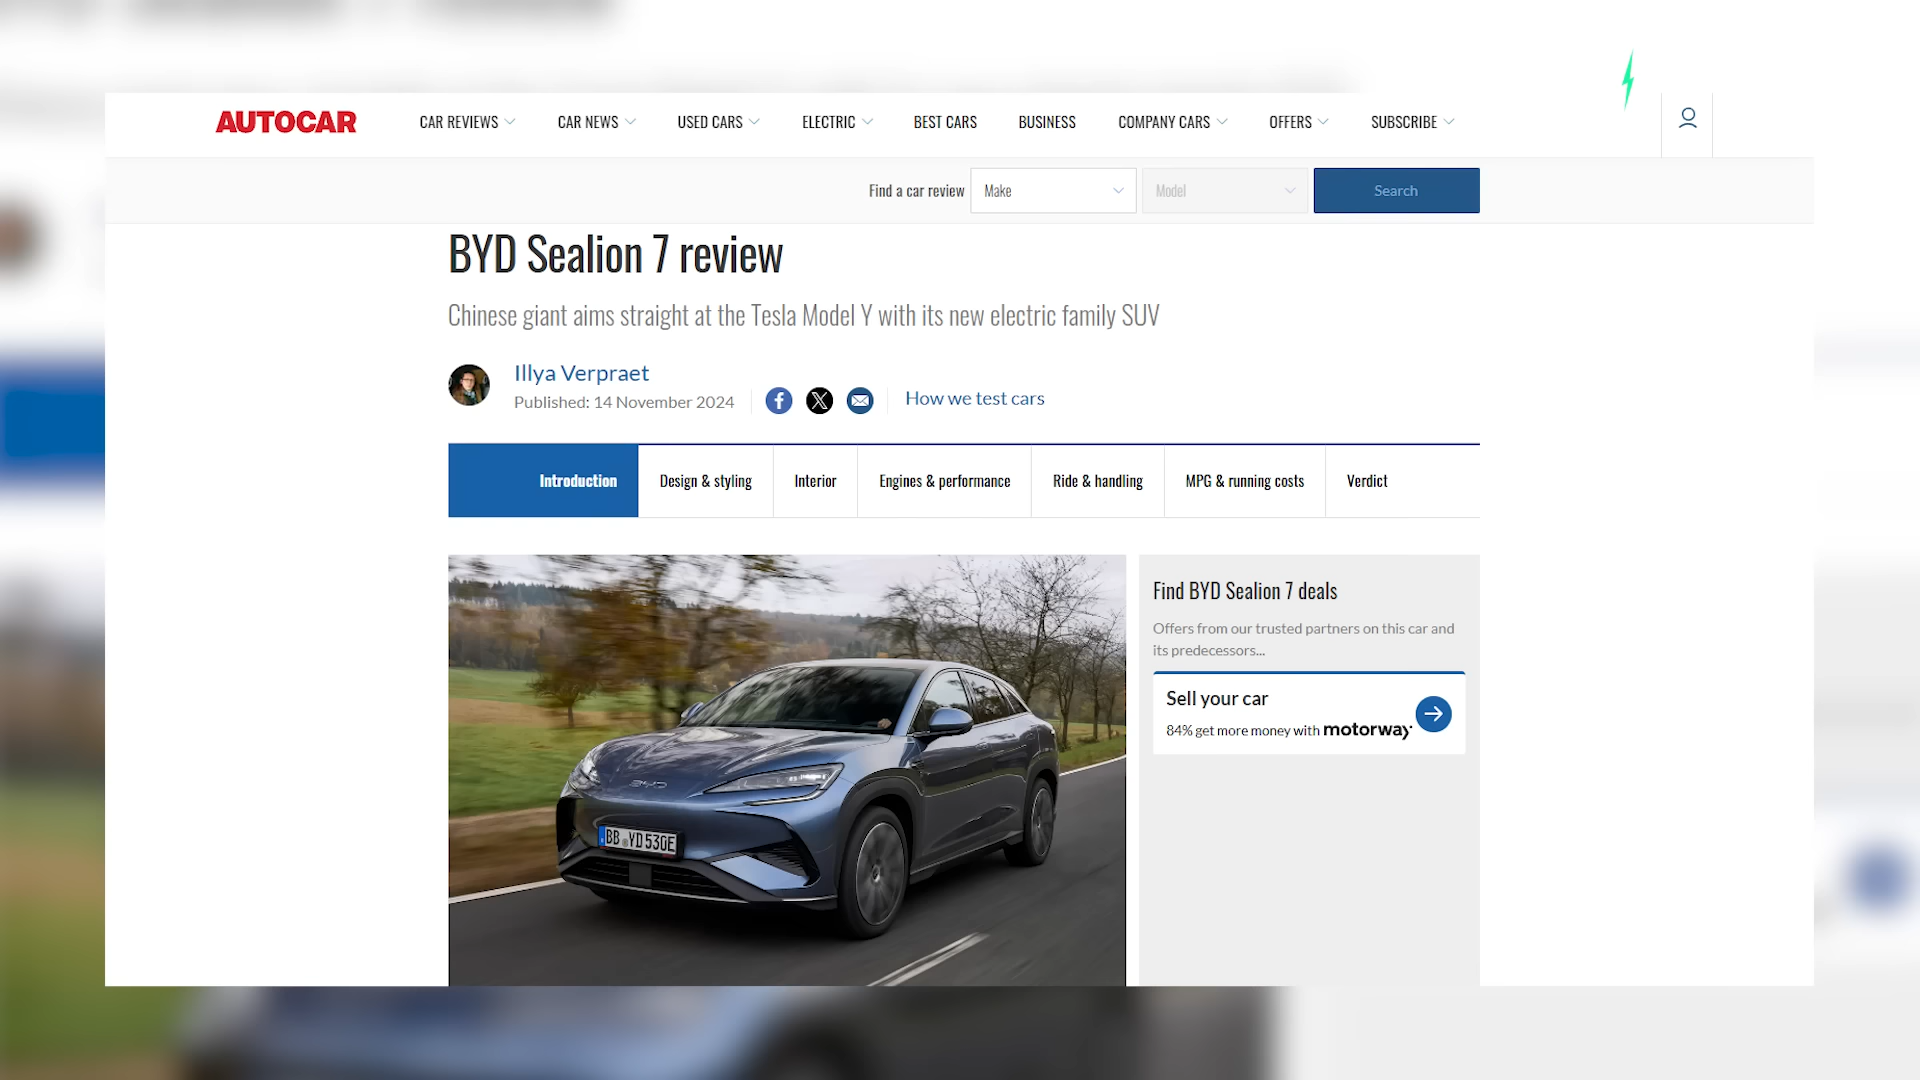 AUTOCAR
CAR REVIEWS
CAR NEWS
USED CARS
ELECTRIC
BEST CARS
BUSINESS
COMPANY CARS
OFFERS
SUBSCRIBE
Find a car review
Make
Model
Search
BYD Sealion 7 review
Chinese giant aims straight at the Tesla Model Y with its new electric family SUV
Illya Verpraet
Published: 14 November 2024
How we test cars
Introduction
Design & styling
Interior
Engines & performance
Ride & handling
MPG & running costs
Verdict
BYD
BB YD 530E
Find BYD Sealion 7 deals
Offers from our trusted partners on this car and
its predecessors...
Sell your car
84% get more money with motorway